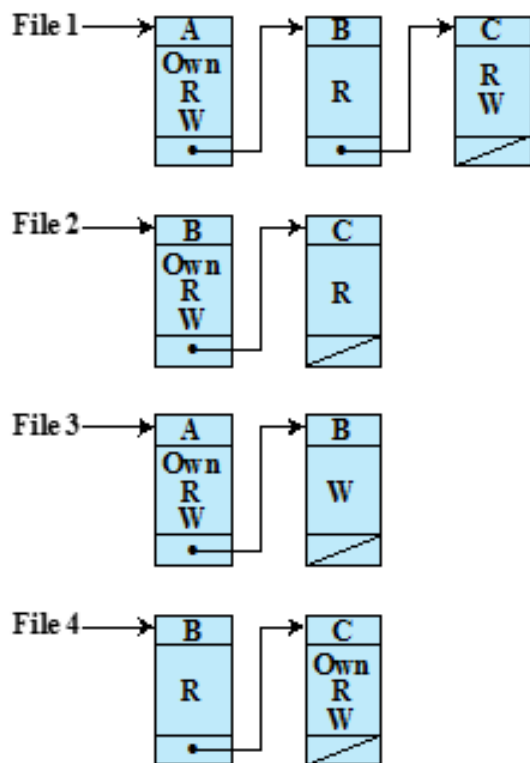 File 1 A B C
Own R R
R W
W
File 2 B C
Own R
R
W
File 3 A B
Own W
R
W
File 4 B C
R Own
R
W